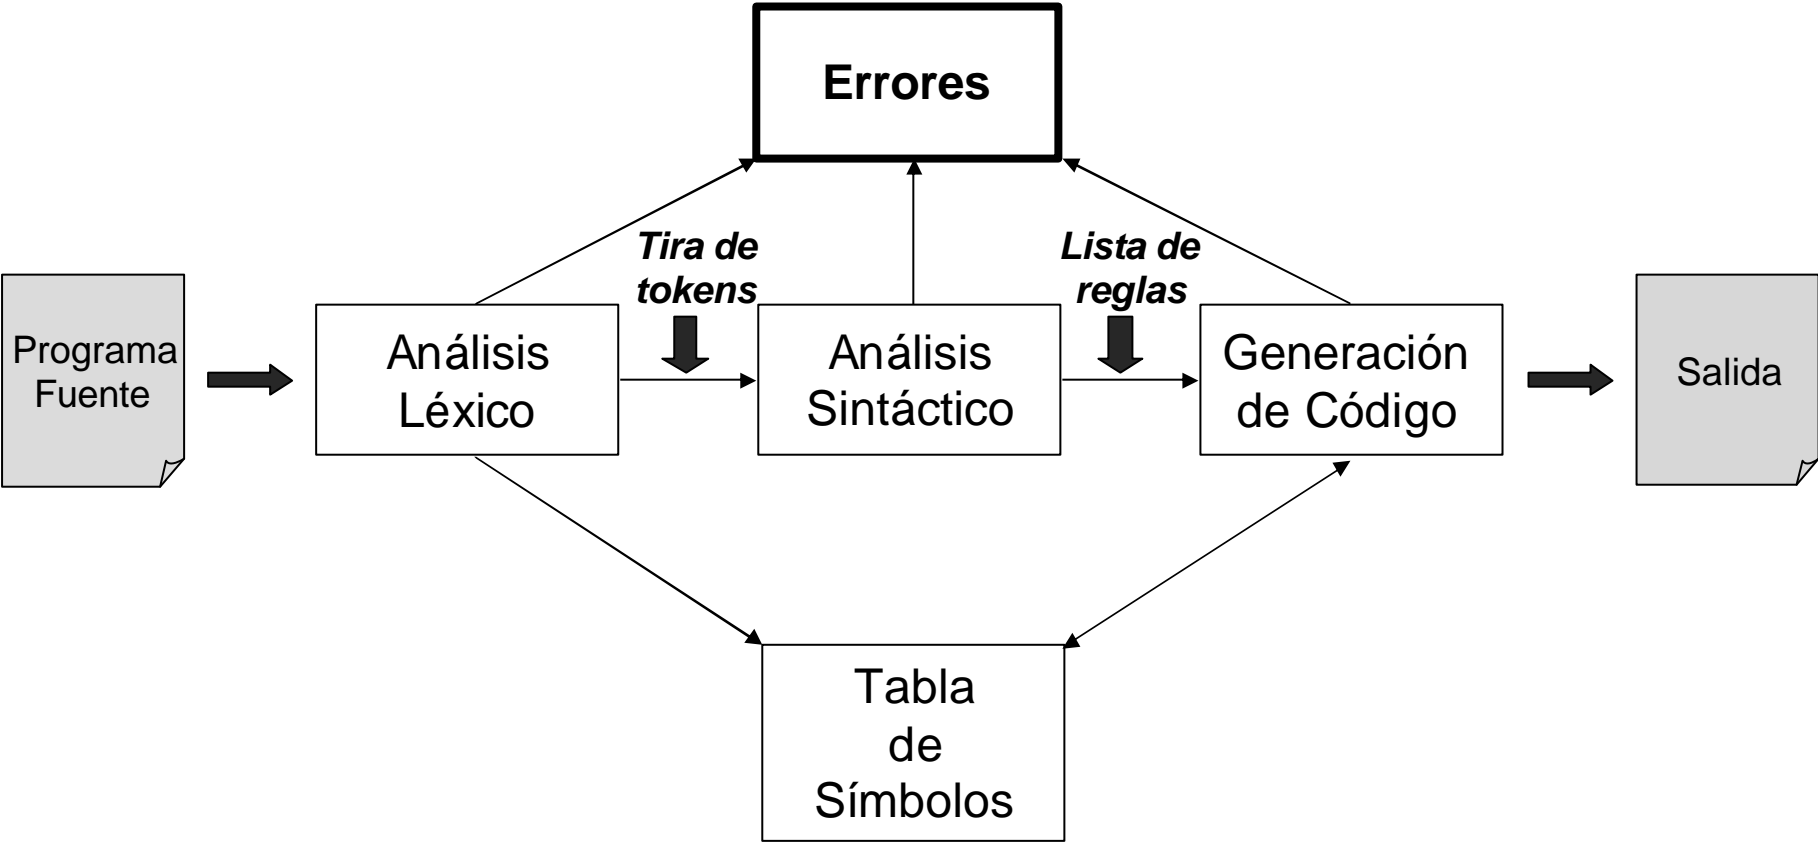 Errores
Tira de
tokens
Lista de
reglas
Programa
Fuente
Análisis
Léxico
Análisis
Sintáctico
Generación
de Código
Salida
Tabla
de
Símbolos